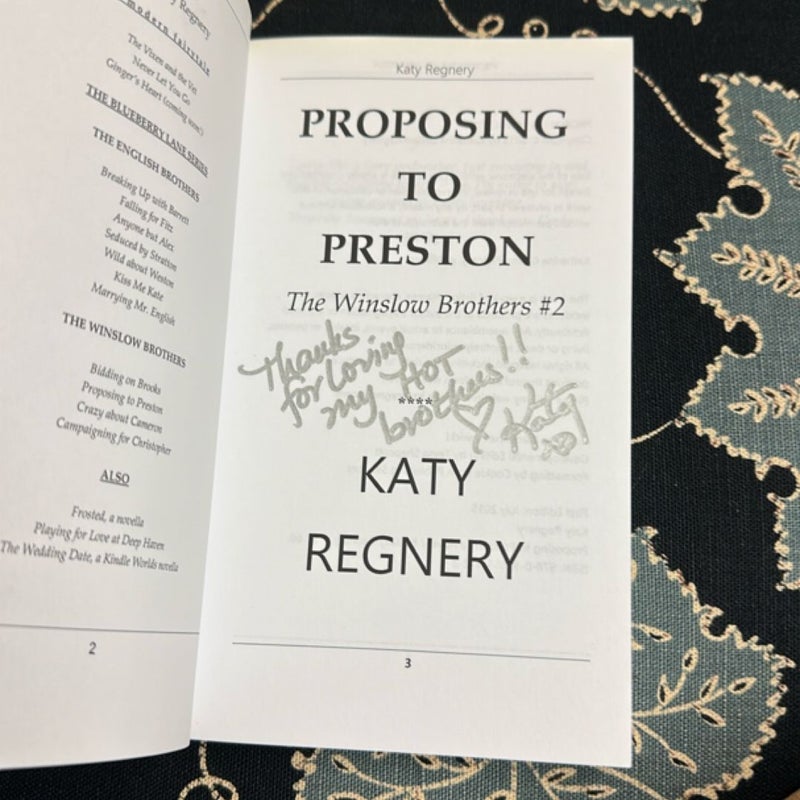 y Regnery
modern fairytale
The Vixen and the Vet
Never Let You Go
Ginger's Heart (coming soon!)
THE BLUEBERRY LANE SERIES
THE ENGLISH BROTHERS
Breaking Up with Barrett
Falling for Fitz
Anyone but Alex
Seduced by Stratton
Wild about Weston
Kiss Me Kate
Marrying Mr. English
THE WINSLOW BROTHERS
Bidding on Brooks
Proposing to Preston
Crazy about Cameron
Campaigning for Christopher
ALSO
Frosted, a novella
Playing for Love at Deep Haven
The Wedding Date, a Kindle Worlds novella
2
Katy Regnery
PROPOSING
TO
PRESTON
The Winslow Brothers #2
Thanks
for loving
my HOT
brothers!!
♡ Katy
xo
****
KATY
REGNERY
3